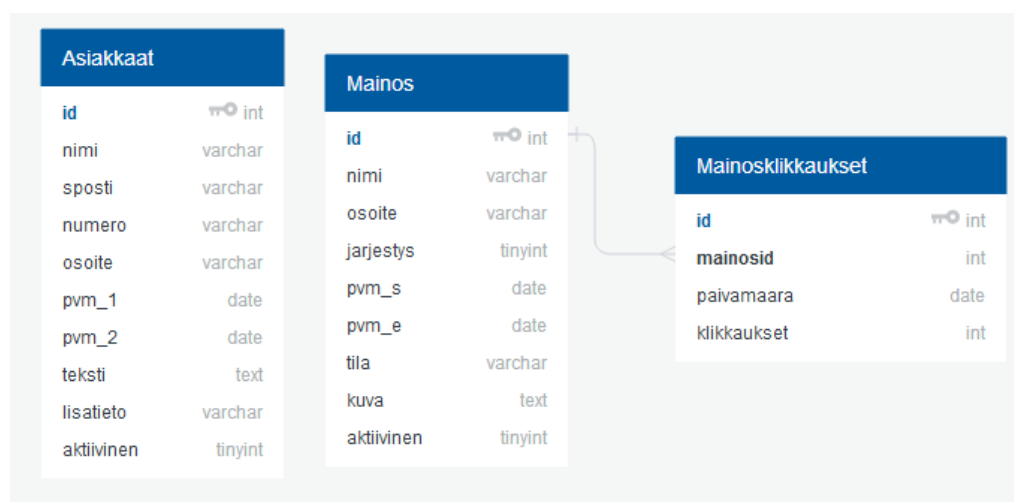 Asiakkaat
id int
nimi varchar
sposti varchar
numero varchar
osoite varchar
pvm_1 date
pvm_2 date
teksti text
lisatieto varchar
aktiivinen tinyint
Mainos
id int
nimi varchar
osoite varchar
jarjestys tinyint
pvm_s date
pvm_e date
tila varchar
kuva text
aktiivinen tinyint
Mainosklikkaukset
id int
mainosid int
paivamaara date
klikkaukset int